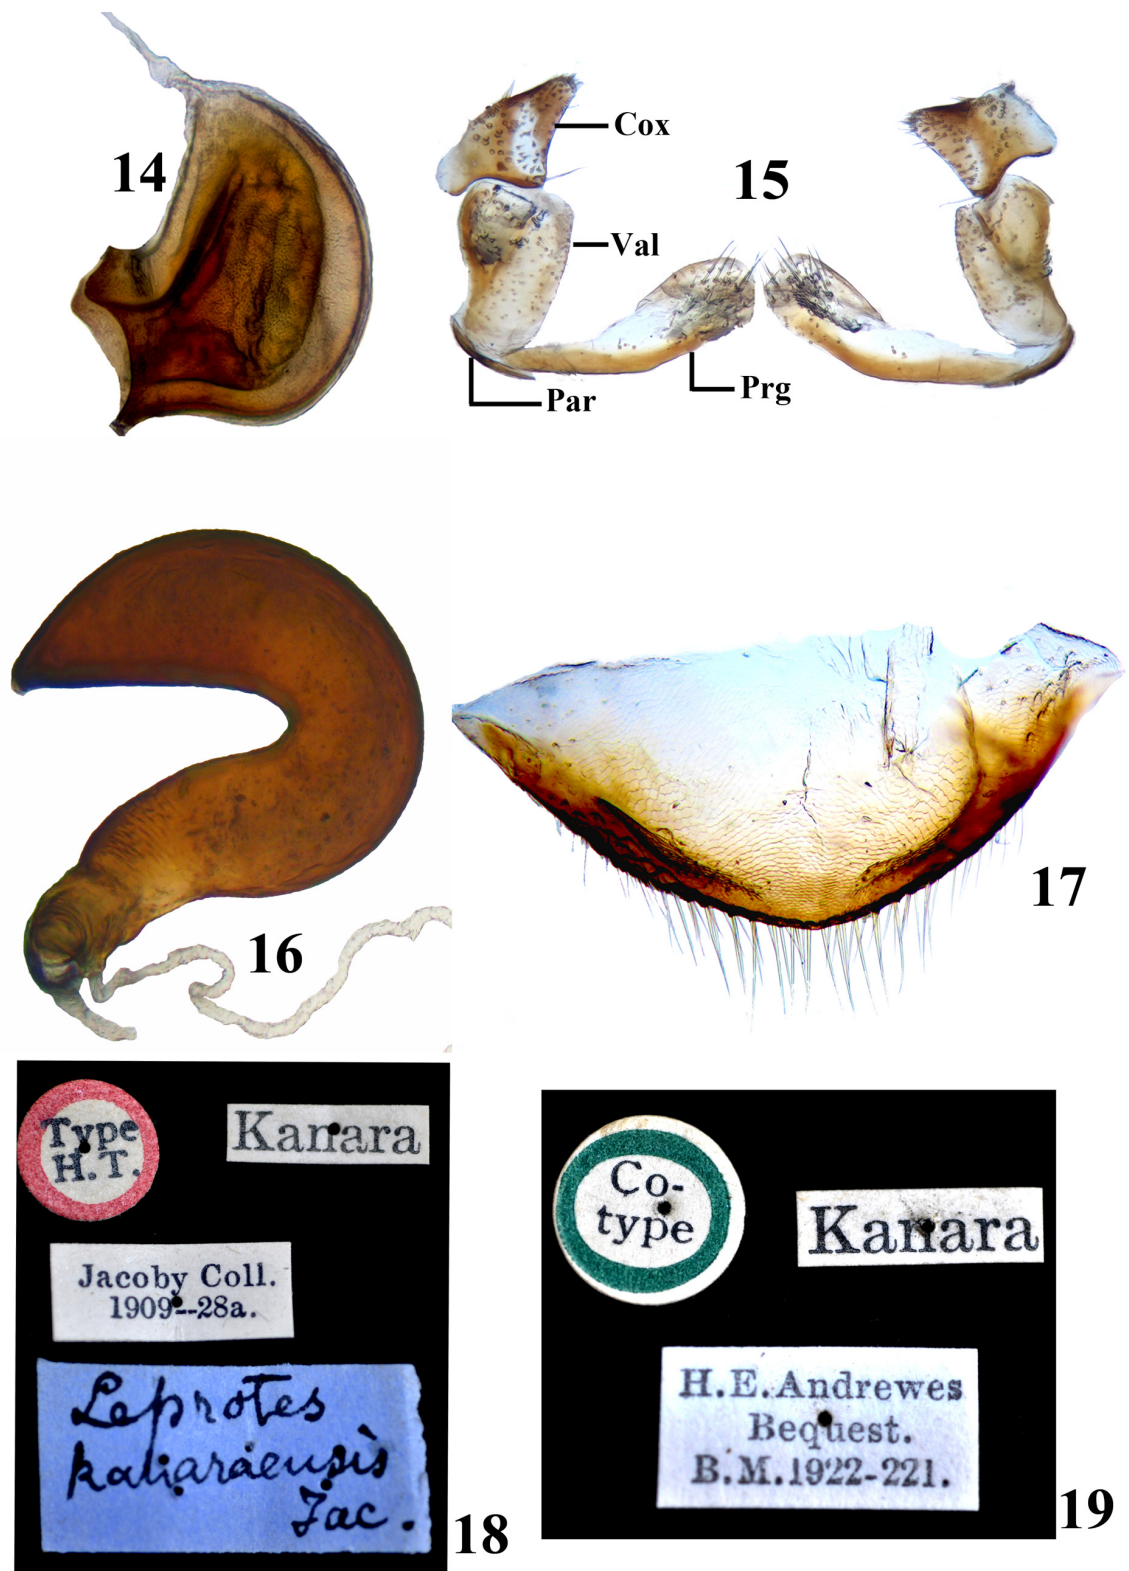 14
Cox
15
Val
Par
Prg
16
17
Type
H.T.
Kanara
Jacoby Coll.
1909--28a.
Leprotes
kanaraensis
Jac.
18
Co-
type
Kanara
H.E.Andrewes
Bequest.
B.M.1922-221.
19